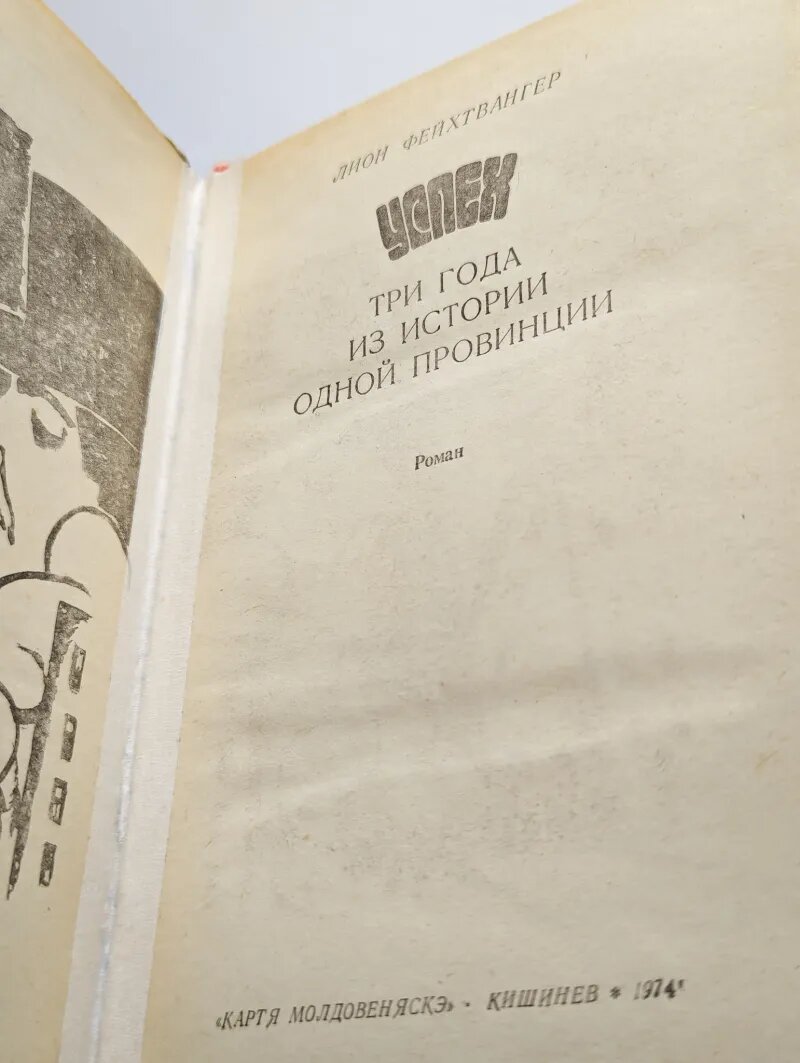 ЛИОН ФЕЙХТВАНГЕР
УСПЕХ
ТРИ ГОДА
ИЗ ИСТОРИИ
ОДНОЙ ПРОВИНЦИИ
Роман
«КАРТЯ МОЛДОВЕНЯСКЭ» · КИШИНЕВ * 1974